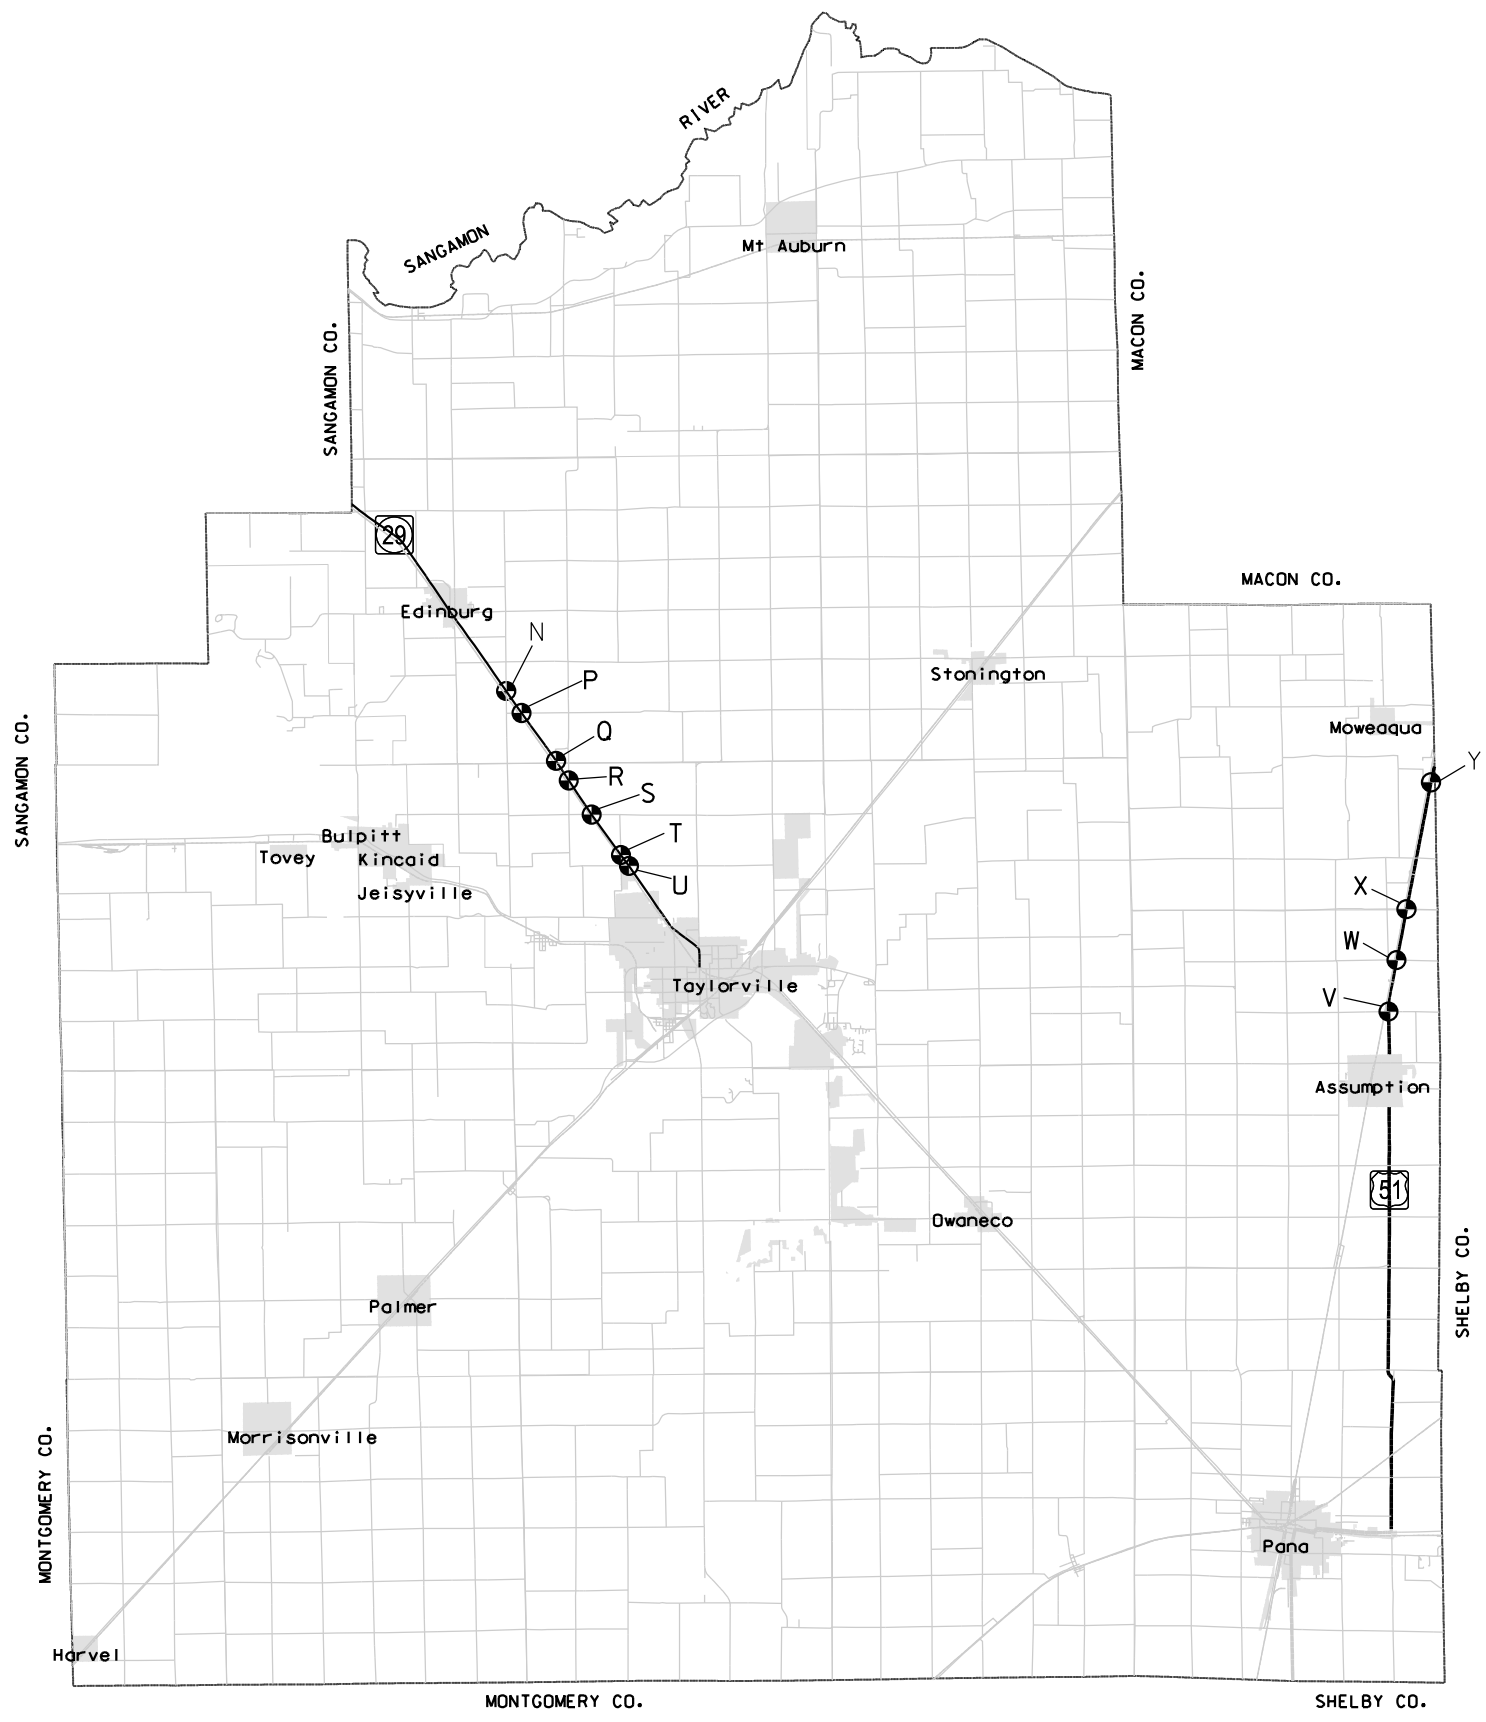 RIVER
SANGAMON
Mt Auburn
MACON CO.
SANGAMON CO.
29
MACON CO.
Edinburg
N
Stonington
P
SANGAMON CO.
Moweaqua
Q
Y
R
S
T
Bulpitt
Tovey
Kincaid
U
X
Jeisyville
W
Taylorville
V
Assumption
51
Owaneco
SHELBY CO.
Palmer
Morrisonville
MONTGOMERY CO.
Pana
Harvel
MONTGOMERY CO.
SHELBY CO.